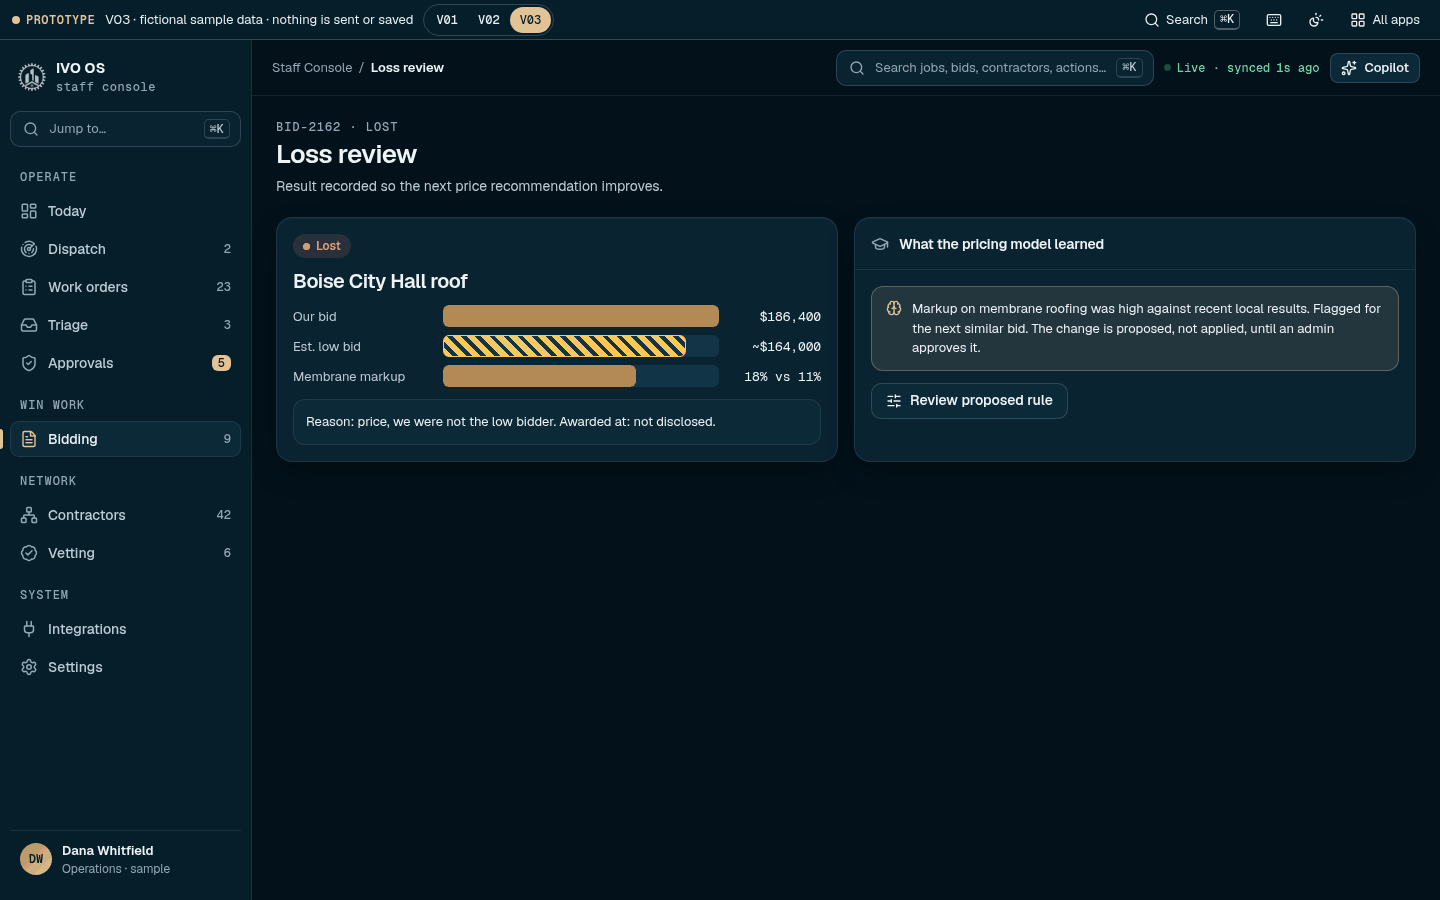 PROTOTYPE V03 · fictional sample data · nothing is sent or saved V01 V02 V03
Search ⌘K All apps
IVO OS
staff console
Jump to… ⌘K
OPERATE
Today
Dispatch 2
Work orders 23
Triage 3
Approvals 5
WIN WORK
Bidding 9
NETWORK
Contractors 42
Vetting 6
SYSTEM
Integrations
Settings
DW
Dana Whitfield
Operations · sample
Staff Console / Loss review
Search jobs, bids, contractors, actions… ⌘K
Live · synced 1s ago
Copilot
BID-2162 · LOST
Loss review
Result recorded so the next price recommendation improves.
Lost
Boise City Hall roof
Our bid $186,400
Est. low bid ~$164,000
Membrane markup 18% vs 11%
Reason: price, we were not the low bidder. Awarded at: not disclosed.
What the pricing model learned
Markup on membrane roofing was high against recent local results. Flagged for
the next similar bid. The change is proposed, not applied, until an admin
approves it.
Review proposed rule